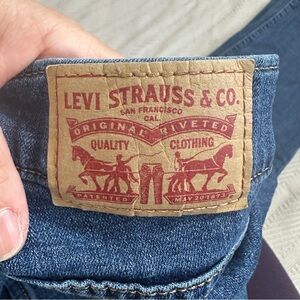 LEVI STRAUSS & CO.
SAN FRANCISCO
CAL.
ORIGINAL RIVETED
QUALITY CLOTHING
PATENTED MAY 20 1873